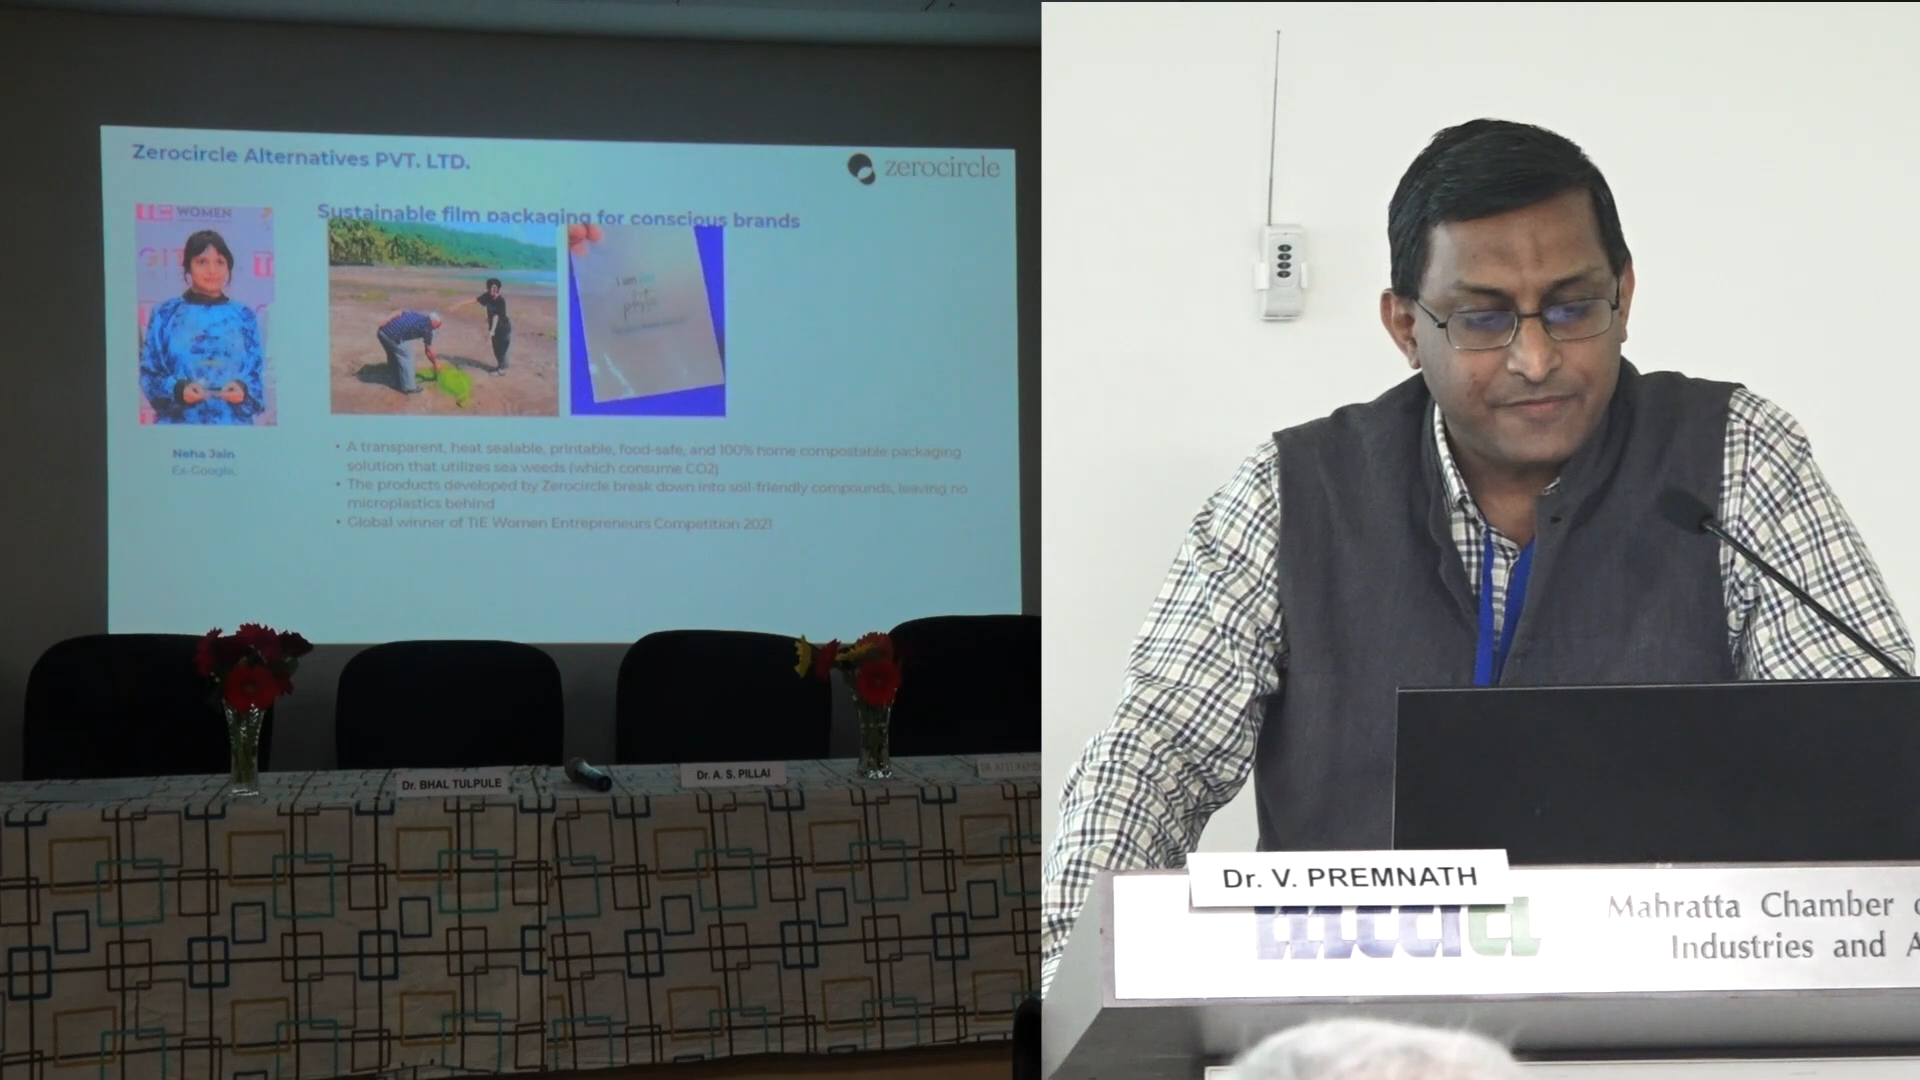 Zerocircle Alternatives PVT. LTD.
zerocircle
WOMEN
Sustainable film packaging for conscious brands
I am not
Neha Jain
Ex-Google,
• A transparent, heat sealable, printable, food-safe, and 100% home compostable packaging
solution that utilizes sea weeds (which consume CO2)
• The products developed by Zerocircle break down into soil-friendly compounds, leaving no
microplastics behind
• Global winner of TiE Women Entrepreneurs Competition 2021
Dr. BHAL TULPULE
Dr. A. S. PILLAI
Dr. V. PREMNATH
Mahratta Chamber
Industries and A